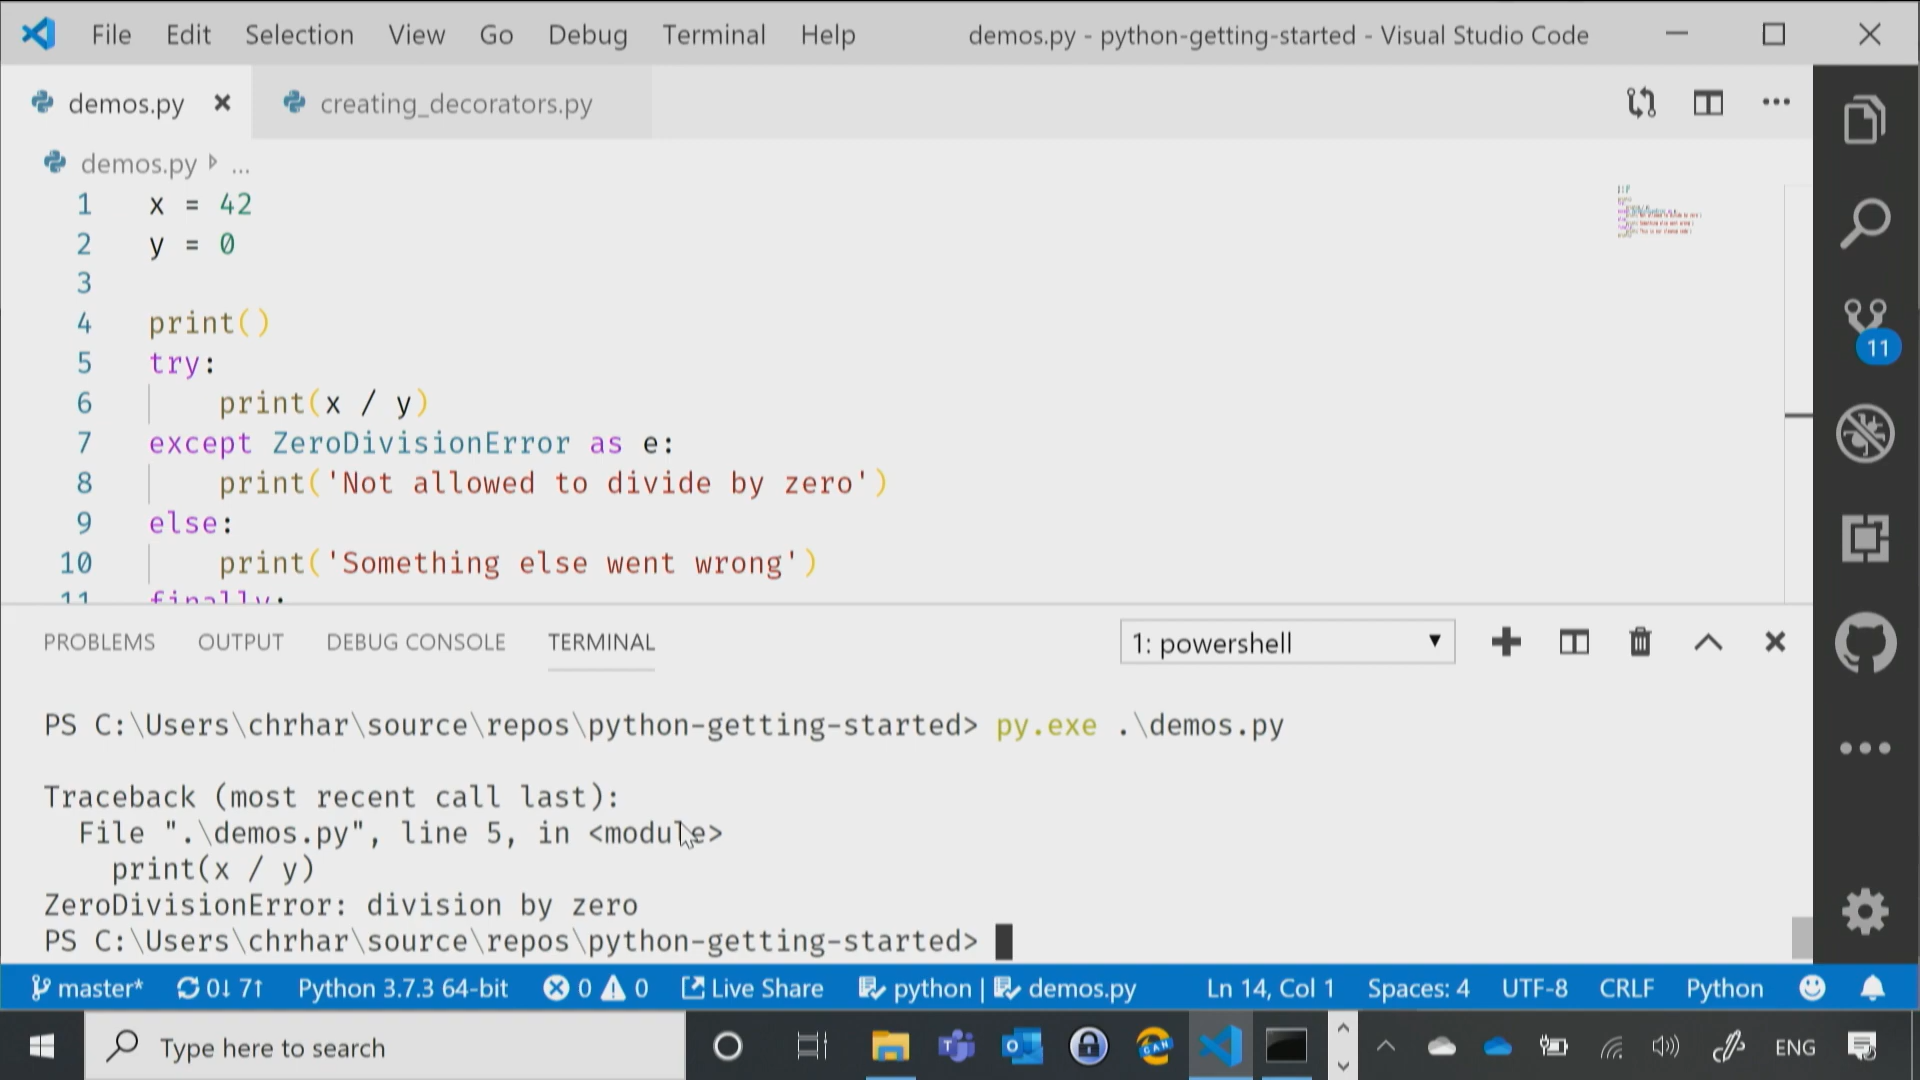 File Edit Selection View Go Debug Terminal Help demos.py - python-getting-started - Visual Studio Code
demos.py creating_decorators.py
demos.py ...
1 x = 42
2 y = 0
3
4 print()
5 try:
6 print(x / y)
7 except ZeroDivisionError as e:
8 print('Not allowed to divide by zero')
9 else:
10 print('Something else went wrong')
11 finally:
11
PROBLEMS OUTPUT DEBUG CONSOLE TERMINAL 1: powershell
PS C:\Users\chrhar\source\repos\python-getting-started> py.exe .\demos.py
Traceback (most recent call last):
File ".\demos.py", line 5, in <module>
print(x / y)
ZeroDivisionError: division by zero
PS C:\Users\chrhar\source\repos\python-getting-started>
master* 0↓ 7↑ Python 3.7.3 64-bit 0 0 Live Share python | demos.py Ln 14, Col 1 Spaces: 4 UTF-8 CRLF Python
Type here to search ENG